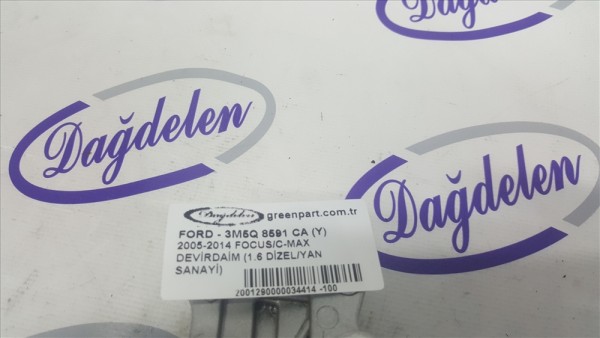 Dağdelen
Dağdelen
Dağdelen greenpart.com.tr
FORD - 3M5Q 8591 CA (Y)
2005-2014 FOCUS/C-MAX
DEVİRDAİM (1.6 DİZEL/YAN
SANAYİ)
2001290000034414 -100